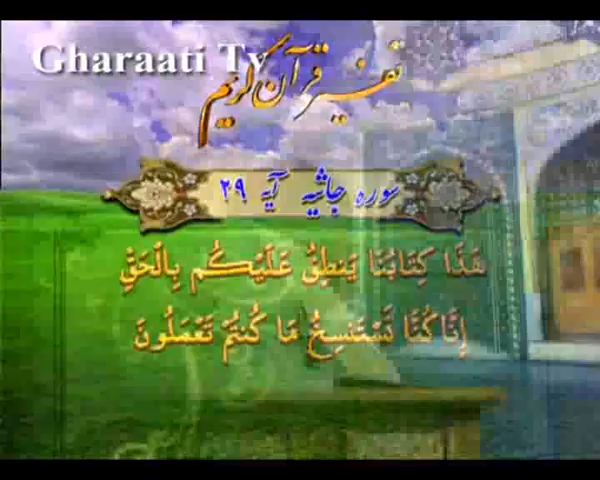 Gharaati Tv
تفسیر قرآن کریم
سوره جاثیه آیه ۲۹
هَٰذَا كِتَابُنَا يَنطِقُ عَلَيْكُم بِالْحَقِّ
إِنَّا كُنَّا نَسْتَنسِخُ مَا كُنتُمْ تَعْمَلُونَ